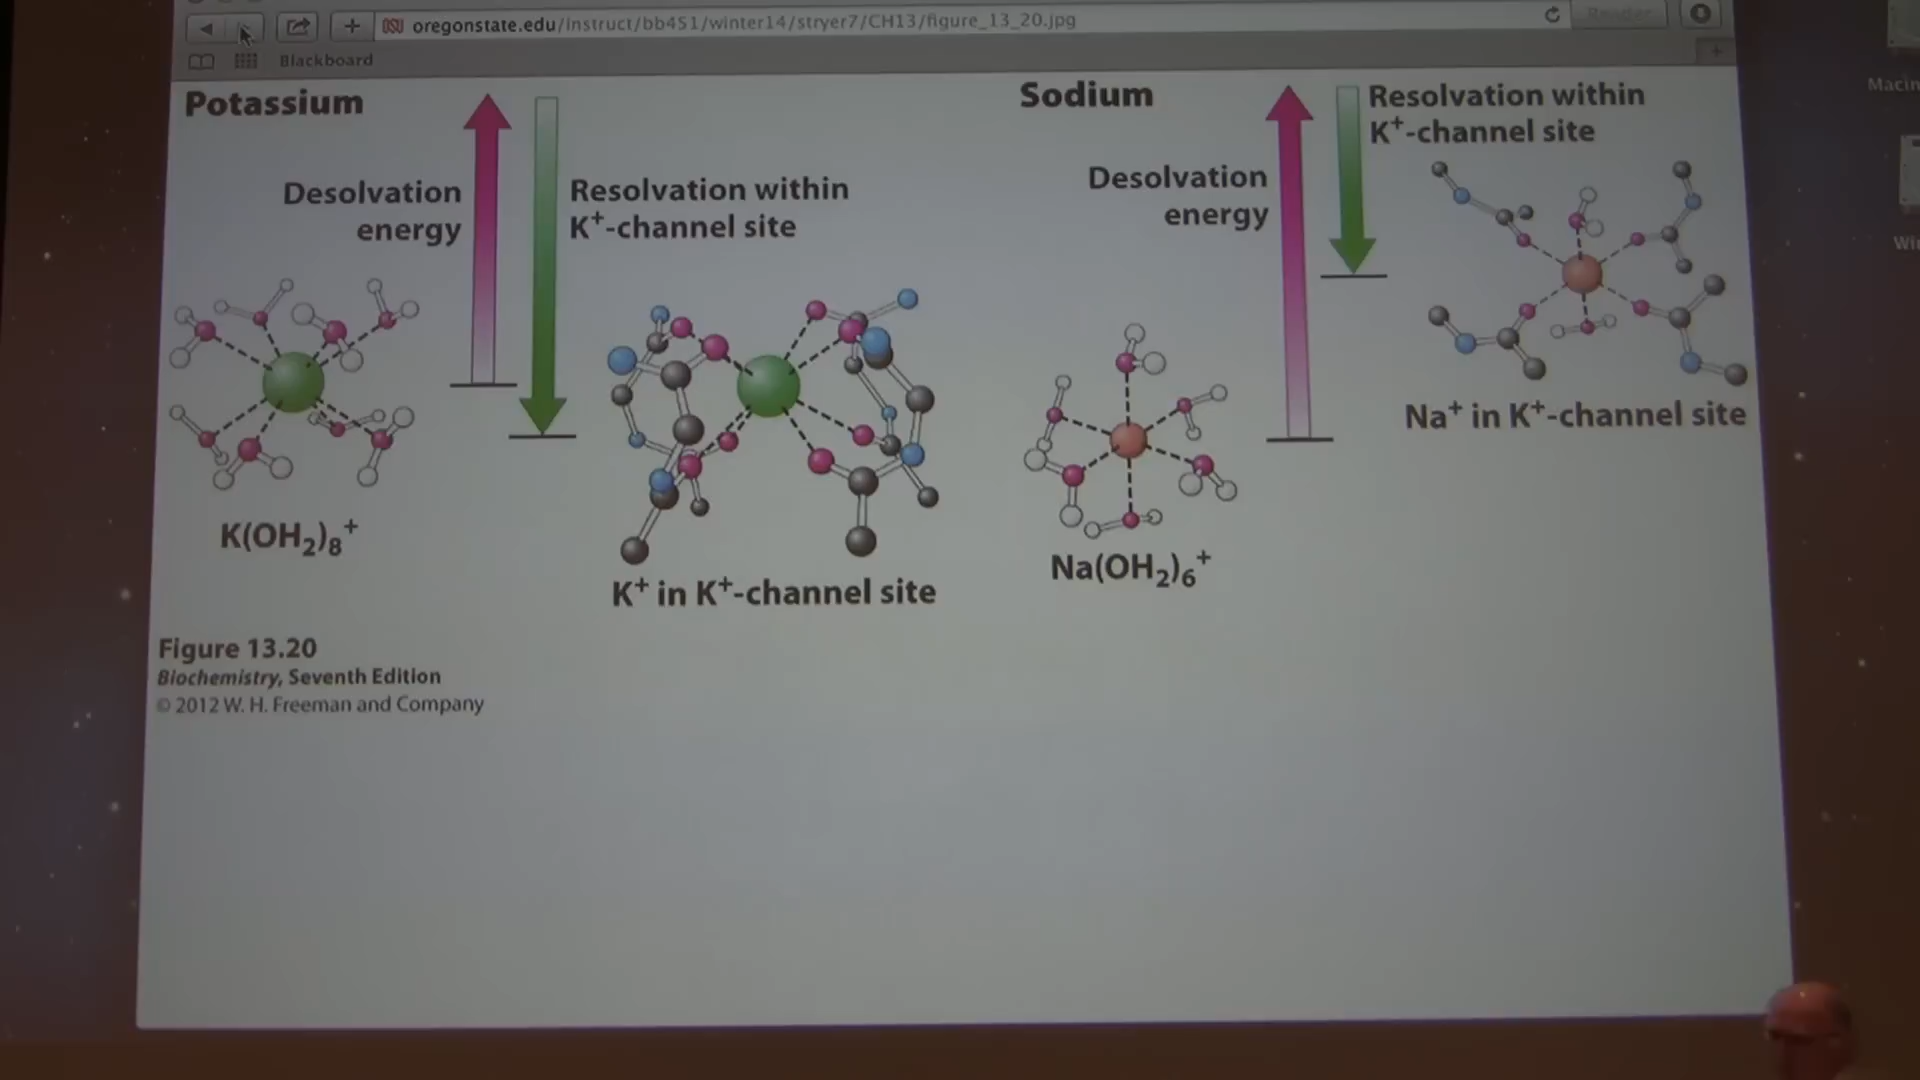 oregonstate.edu/instruct/bb451/winter14/stryer7/CH13/figure_13_20.jpg
Reader
Blackboard
Potassium
Desolvation
energy
Resolvation within
K⁺-channel site
K(OH₂)₈⁺
K⁺ in K⁺-channel site
Sodium
Desolvation
energy
Resolvation within
K⁺-channel site
Na(OH₂)₆⁺
Na⁺ in K⁺-channel site
Figure 13.20
Biochemistry, Seventh Edition
© 2012 W. H. Freeman and Company